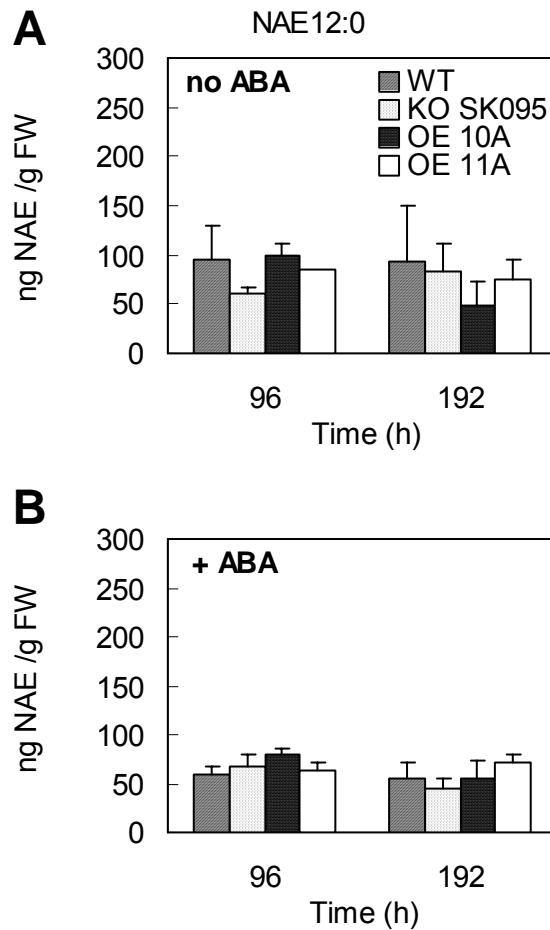 A
NAE12:0
ng NAE /g FW
300
250
200
150
100
50
0
no ABA
WT
KO SK095
OE 10A
OE 11A
96
192
Time (h)
B
ng NAE /g FW
300
250
200
150
100
50
0
+ ABA
96
192
Time (h)